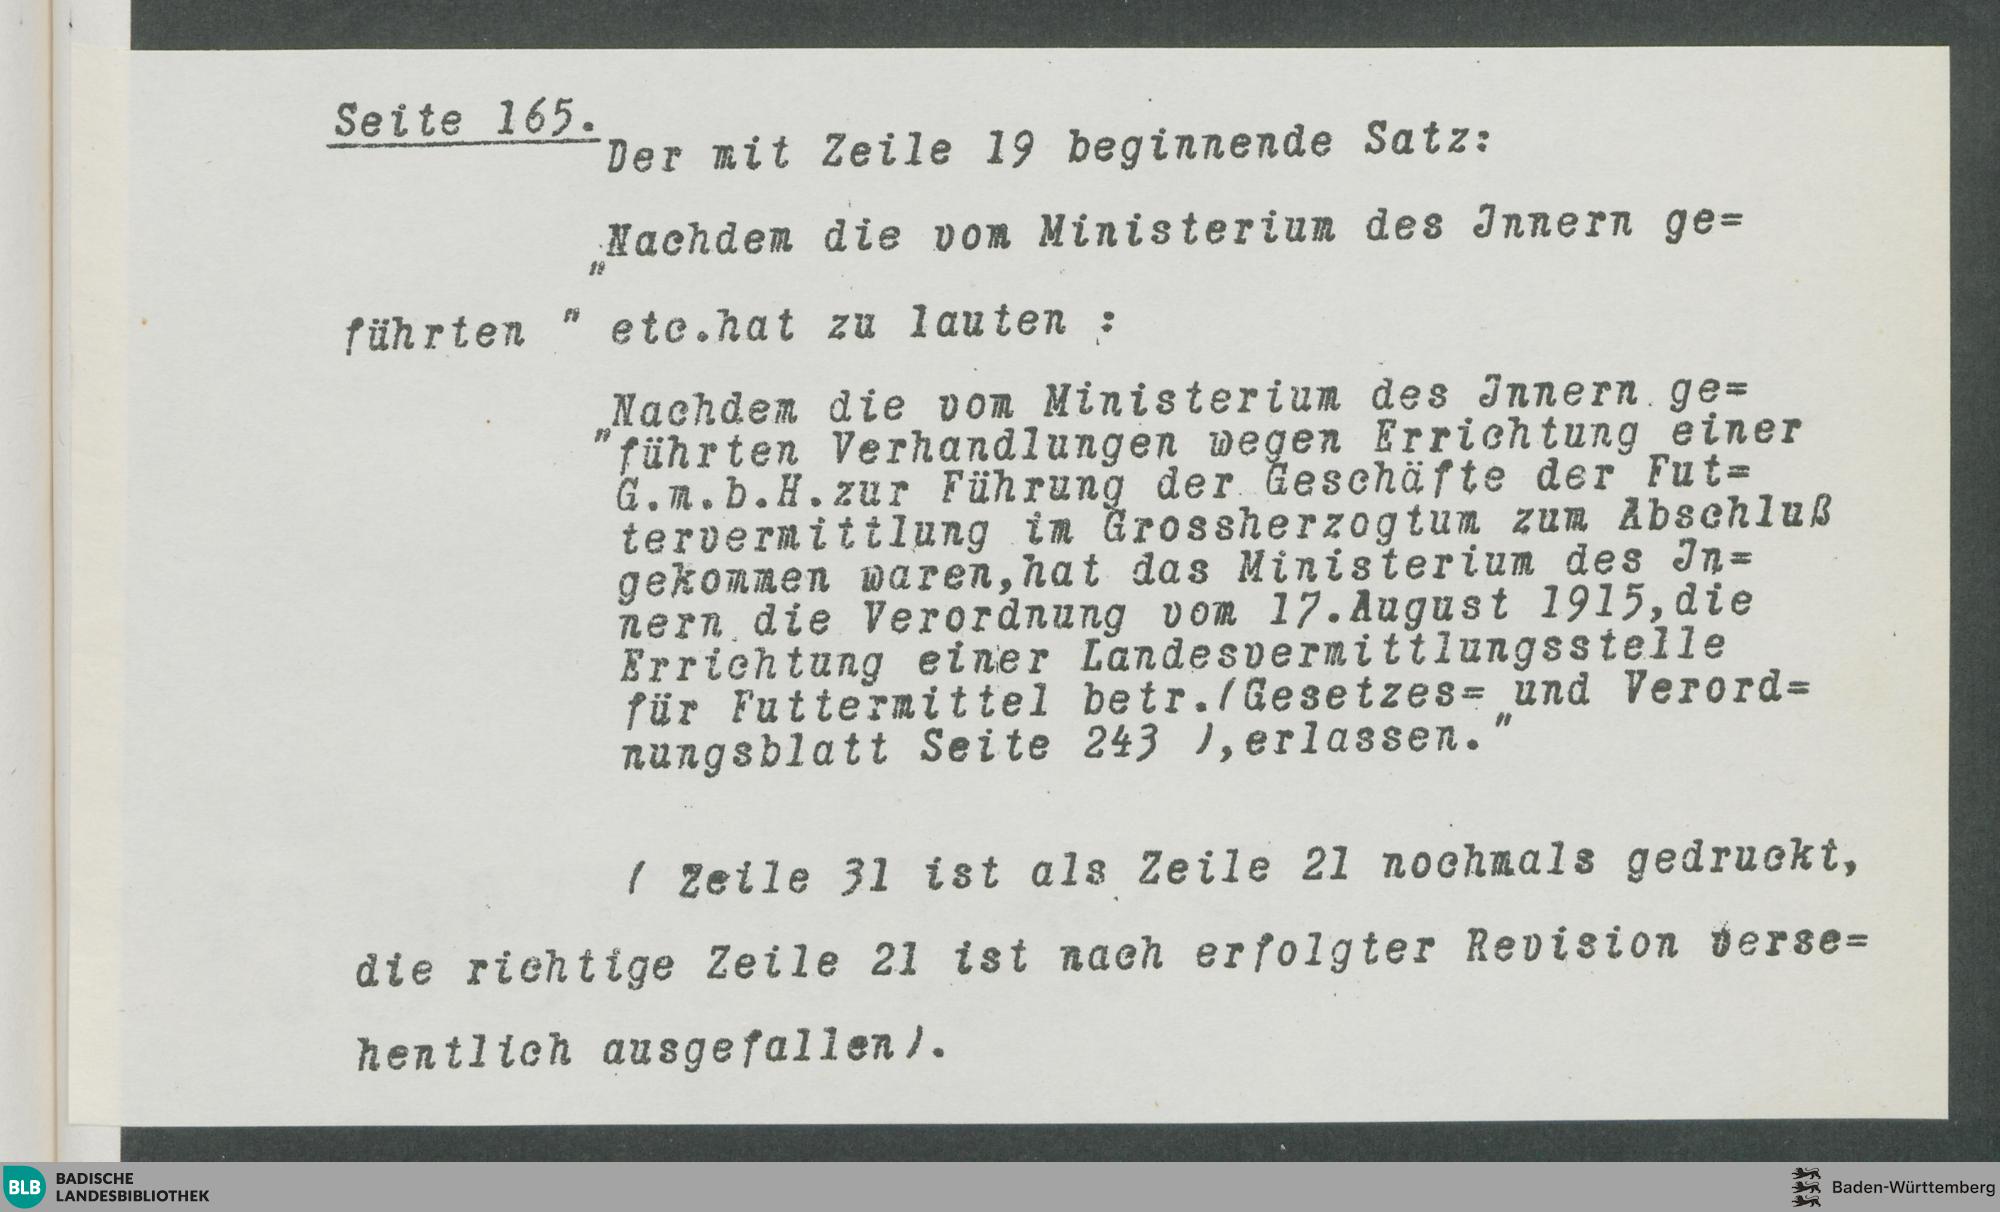 Seite 165.
Der mit Zeile 19 beginnende Satz:
„Nachdem die vom Ministerium des Jnnern ge=
führten " etc.hat zu lauten :
„Nachdem die vom Ministerium des Jnnern ge=
führten Verhandlungen wegen Errichtung einer
G.m.b.H.zur Führung der Geschäfte der Fut=
tervermittlung im Grossherzogtum zum Abschluß
gekommen waren,hat das Ministerium des Jn=
nern die Verordnung vom 17.August 1915,die
Errichtung einer Landesvermittlungsstelle
für Futtermittel betr.(Gesetzes= und Verord=
nungsblatt Seite 243 ),erlassen."
( Zeile 31 ist als Zeile 21 nochmals gedruckt,
die richtige Zeile 21 ist nach erfolgter Revision verse=
hentlich ausgefallen).
BLB BADISCHE
LANDESBIBLIOTHEK
Baden-Württemberg